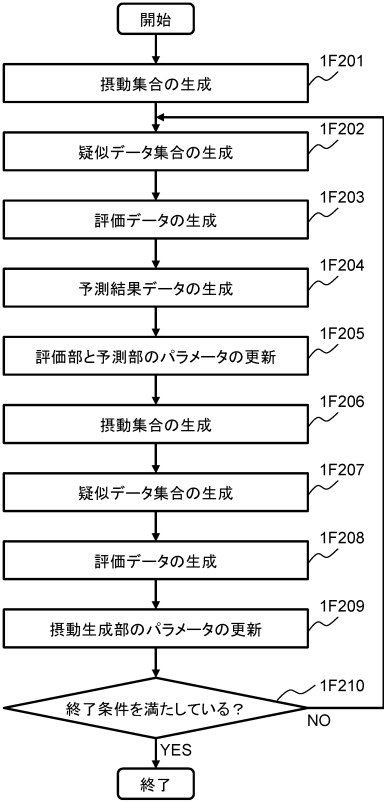 開始
1F201
摂動集合の生成
1F202
疑似データ集合の生成
1F203
評価データの生成
1F204
予測結果データの生成
1F205
評価部と予測部のパラメータの更新
1F206
摂動集合の生成
1F207
疑似データ集合の生成
1F208
評価データの生成
1F209
摂動生成部のパラメータの更新
1F210
終了条件を満たしている？
NO
YES
終了